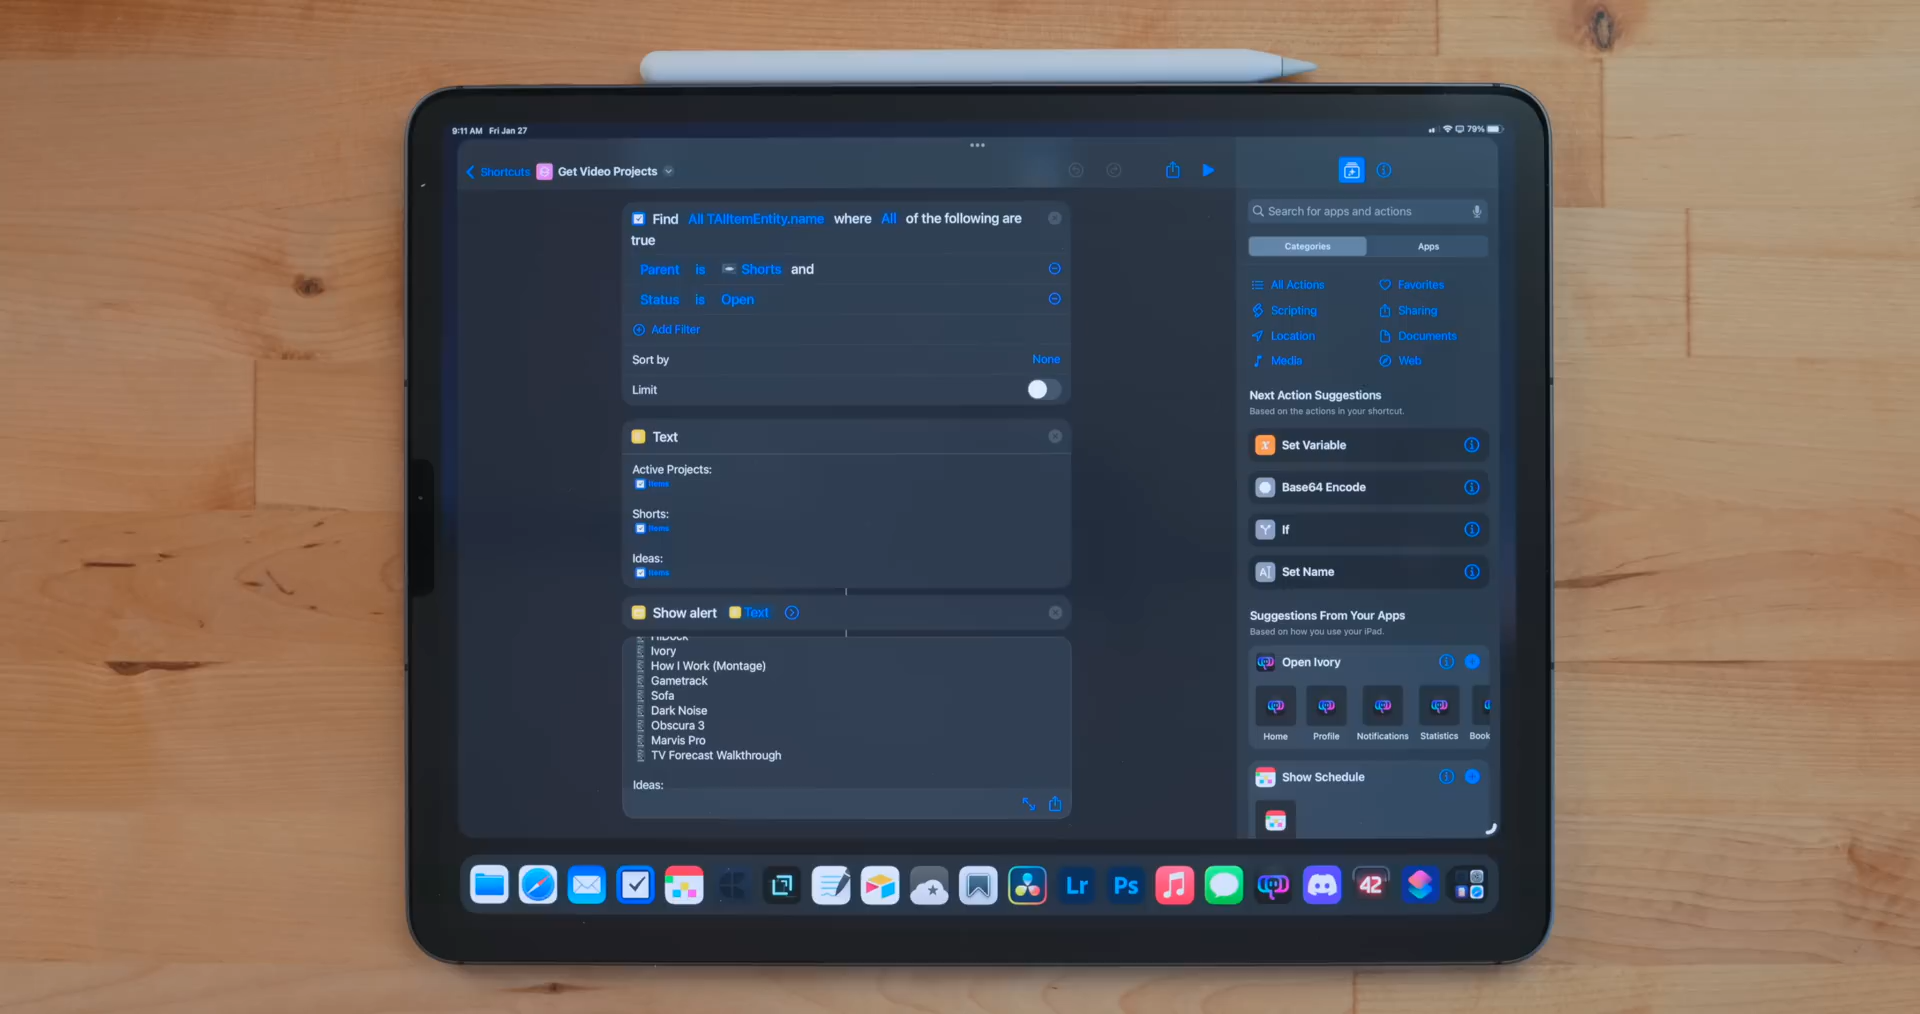 9:11 AM Fri Jan 27
79%
Shortcuts Get Video Projects
Find All TAIItemEntity.name where All of the following are
true
Parent is Shorts and
Status is Open
Add Filter
Sort by None
Limit
Text
Active Projects:
Items
Shorts:
Items
Ideas:
Items
Show alert Text
HiDock
Ivory
How I Work (Montage)
Gametrack
Sofa
Dark Noise
Obscura 3
Marvis Pro
TV Forecast Walkthrough
Ideas:
Search for apps and actions
Categories Apps
All Actions Favorites
Scripting Sharing
Location Documents
Media Web
Next Action Suggestions
Based on the actions in your shortcut.
Set Variable
Base64 Encode
If
Set Name
Suggestions From Your Apps
Based on how you use your iPad.
Open Ivory
Home Profile Notifications Statistics Book
Show Schedule
Lr Ps 42